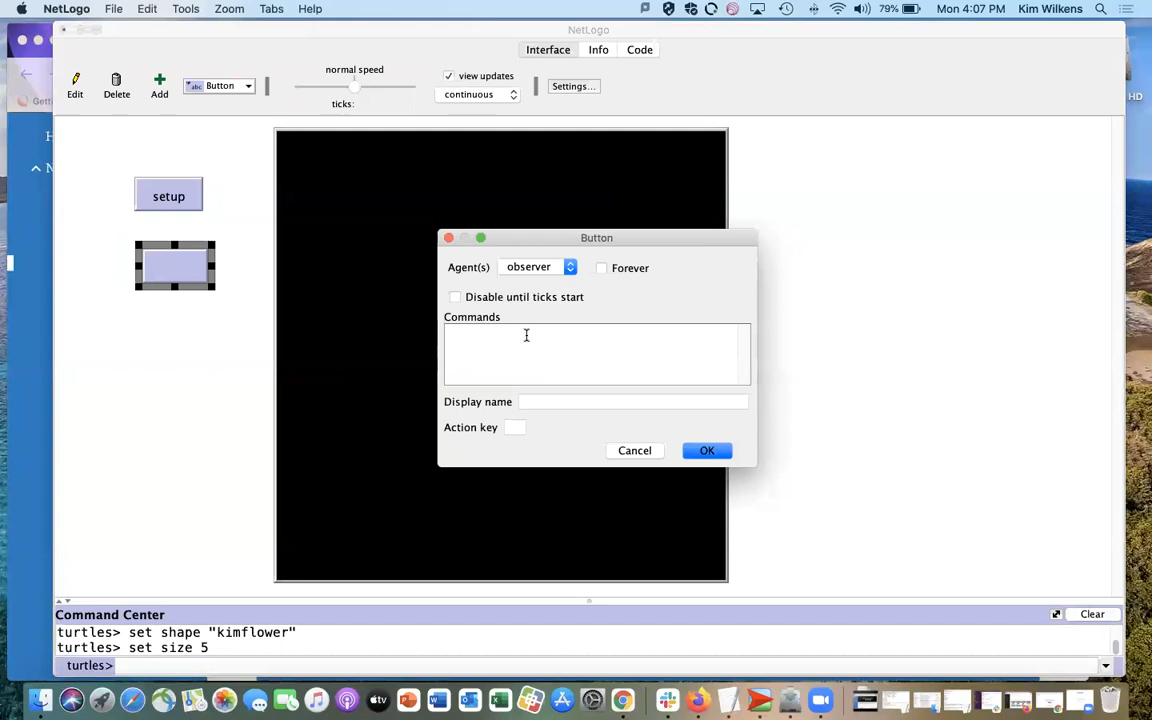 NetLogo File Edit Tools Zoom Tabs Help 79% Mon 4:07 PM Kim Wilkens
NetLogo
Interface Info Code
normal speed
view updates
Edit Delete Add abc Button continuous Settings...
ticks:
HD
setup
Button
Agent(s) observer Forever
Disable until ticks start
Commands
Display name
Action key
Cancel OK
Command Center Clear
turtles> set shape "kimflower"
turtles> set size 5
turtles>